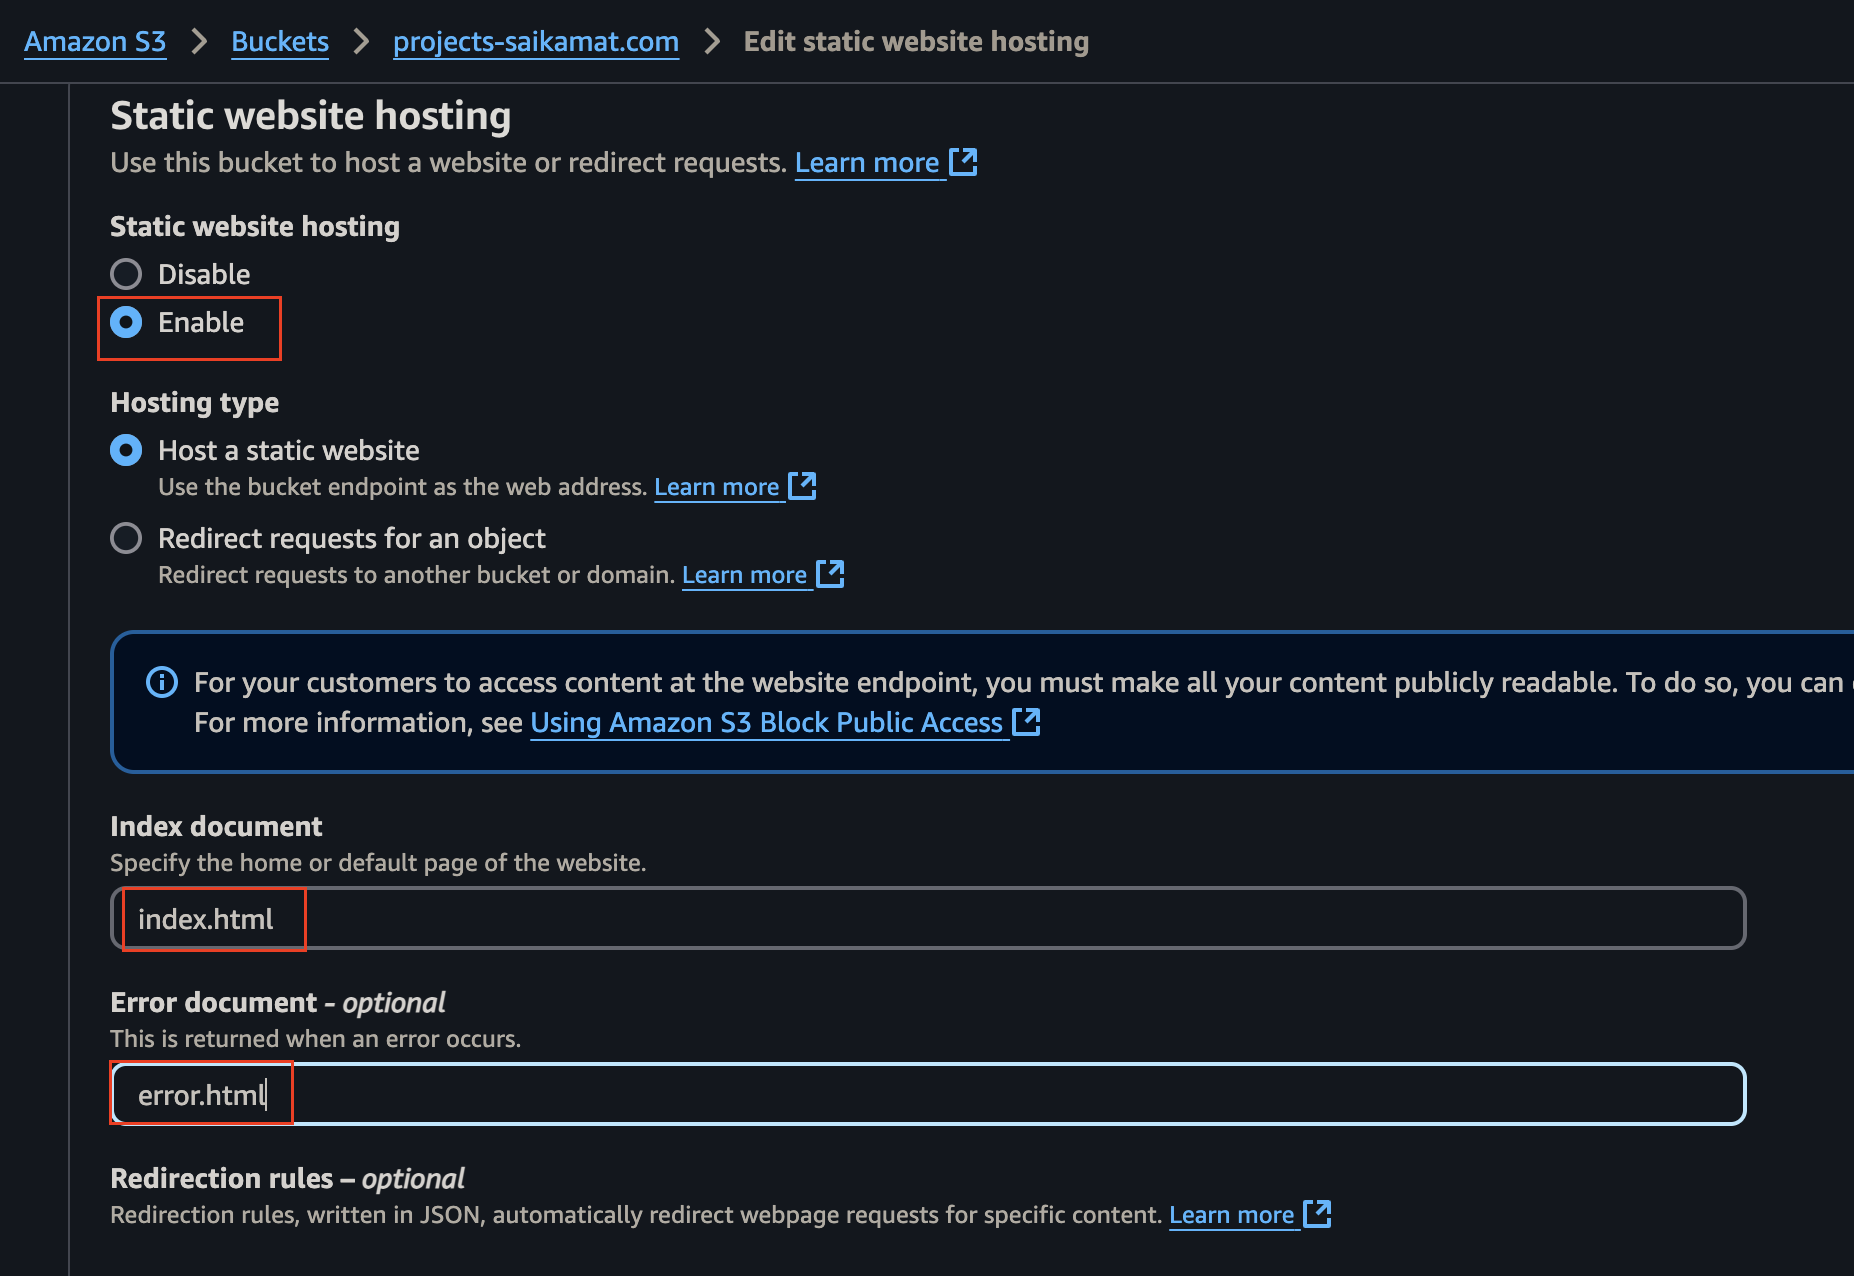 Amazon S3 > Buckets > projects-saikamat.com > Edit static website hosting
Static website hosting
Use this bucket to host a website or redirect requests. Learn more
Static website hosting
Disable
Enable
Hosting type
Host a static website
Use the bucket endpoint as the web address. Learn more
Redirect requests for an object
Redirect requests to another bucket or domain. Learn more
For your customers to access content at the website endpoint, you must make all your content publicly readable. To do so, you can
For more information, see Using Amazon S3 Block Public Access
Index document
Specify the home or default page of the website.
index.html
Error document - optional
This is returned when an error occurs.
error.html
Redirection rules – optional
Redirection rules, written in JSON, automatically redirect webpage requests for specific content. Learn more